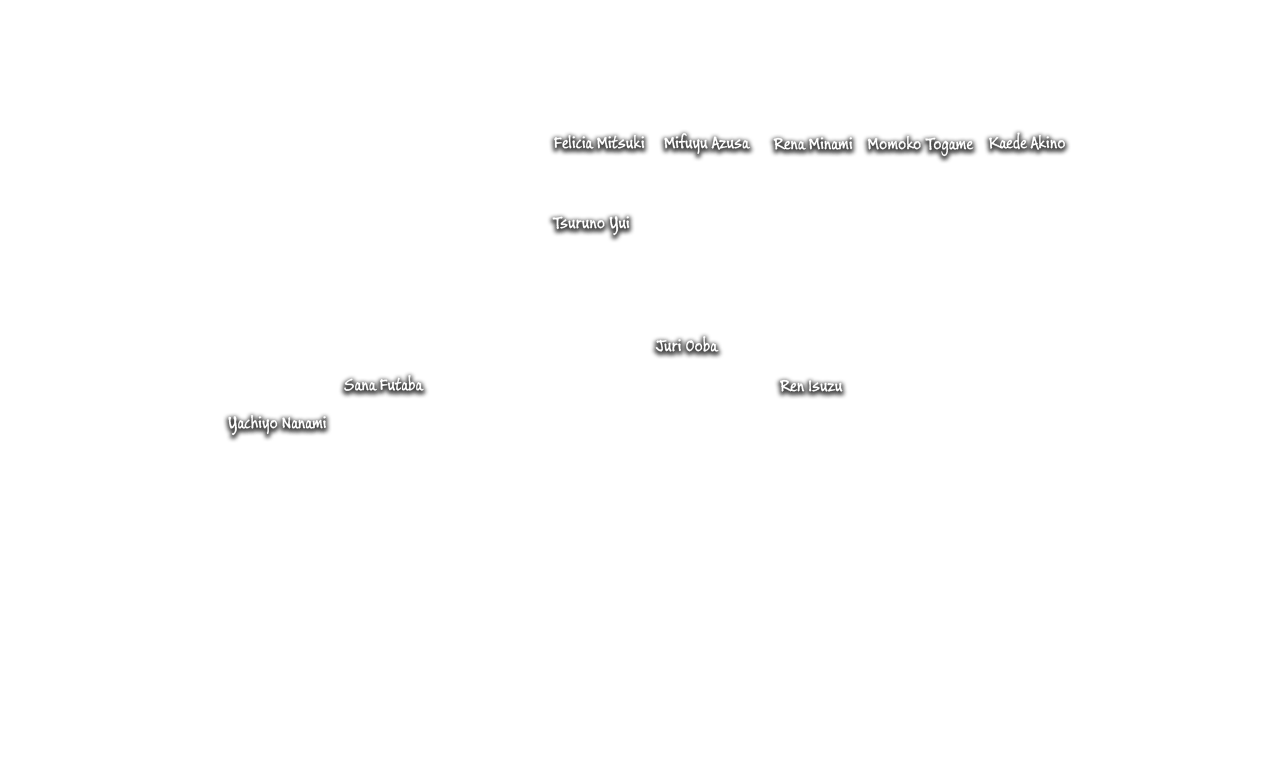 Felicia Mitsuki
Mifuyu Azusa
Rena Minami
Momoko Togame
Kaede Akino
Tsuruno Yui
Juri Ooba
Sana Futaba
Ren Isuzu
Yachiyo Nanami